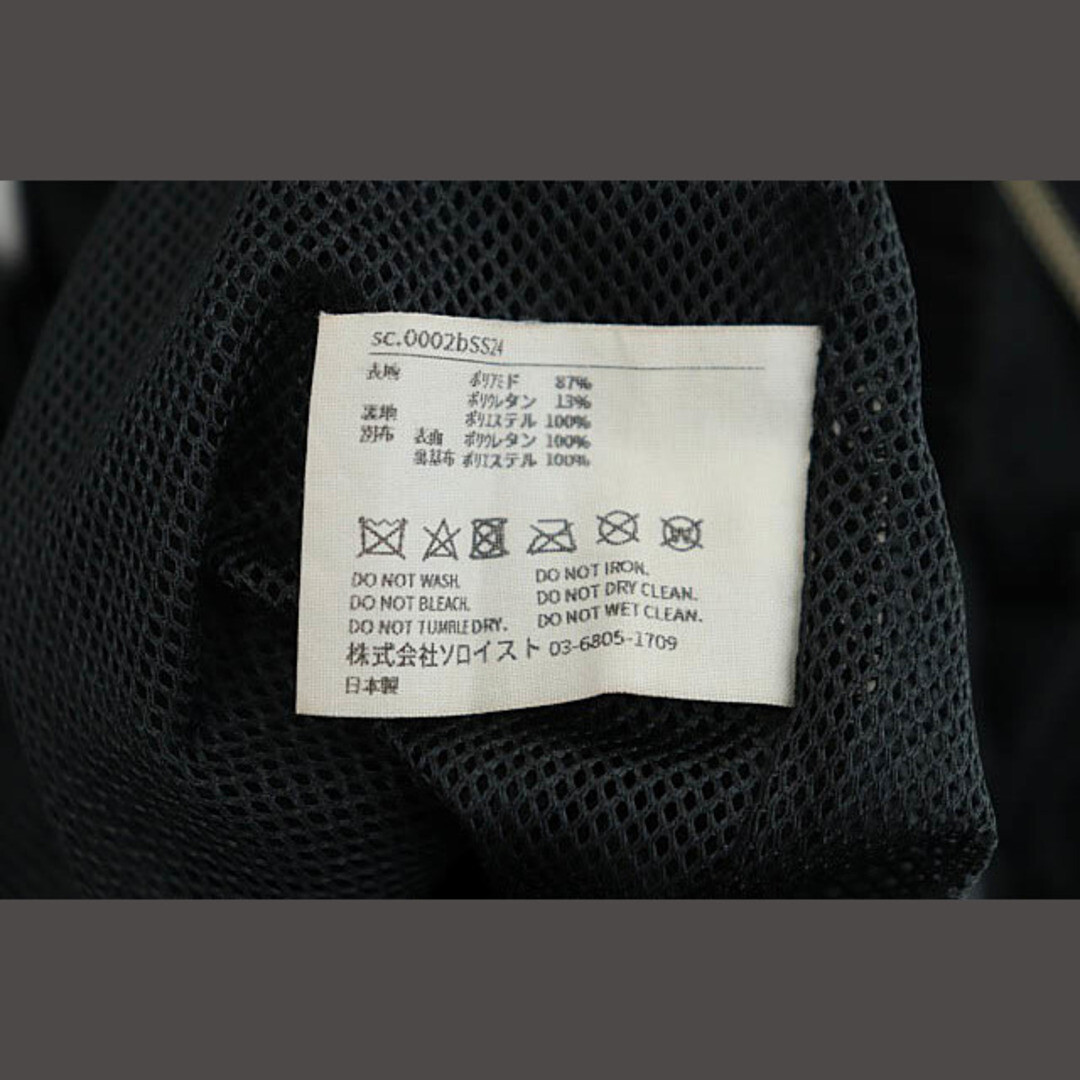 sc.0002bSS24
表地 ポリアミド 87%
ポリウレタン 13%
裏地 ポリエステル 100%
別布 表面 ポリウレタン 100%
裏基布 ポリエステル 100%
DO NOT WASH. DO NOT IRON.
DO NOT BLEACH. DO NOT DRY CLEAN.
DO NOT TUMBLE DRY. DO NOT WET CLEAN.
株式会社ソロイスト 03-6805-1709
日本製